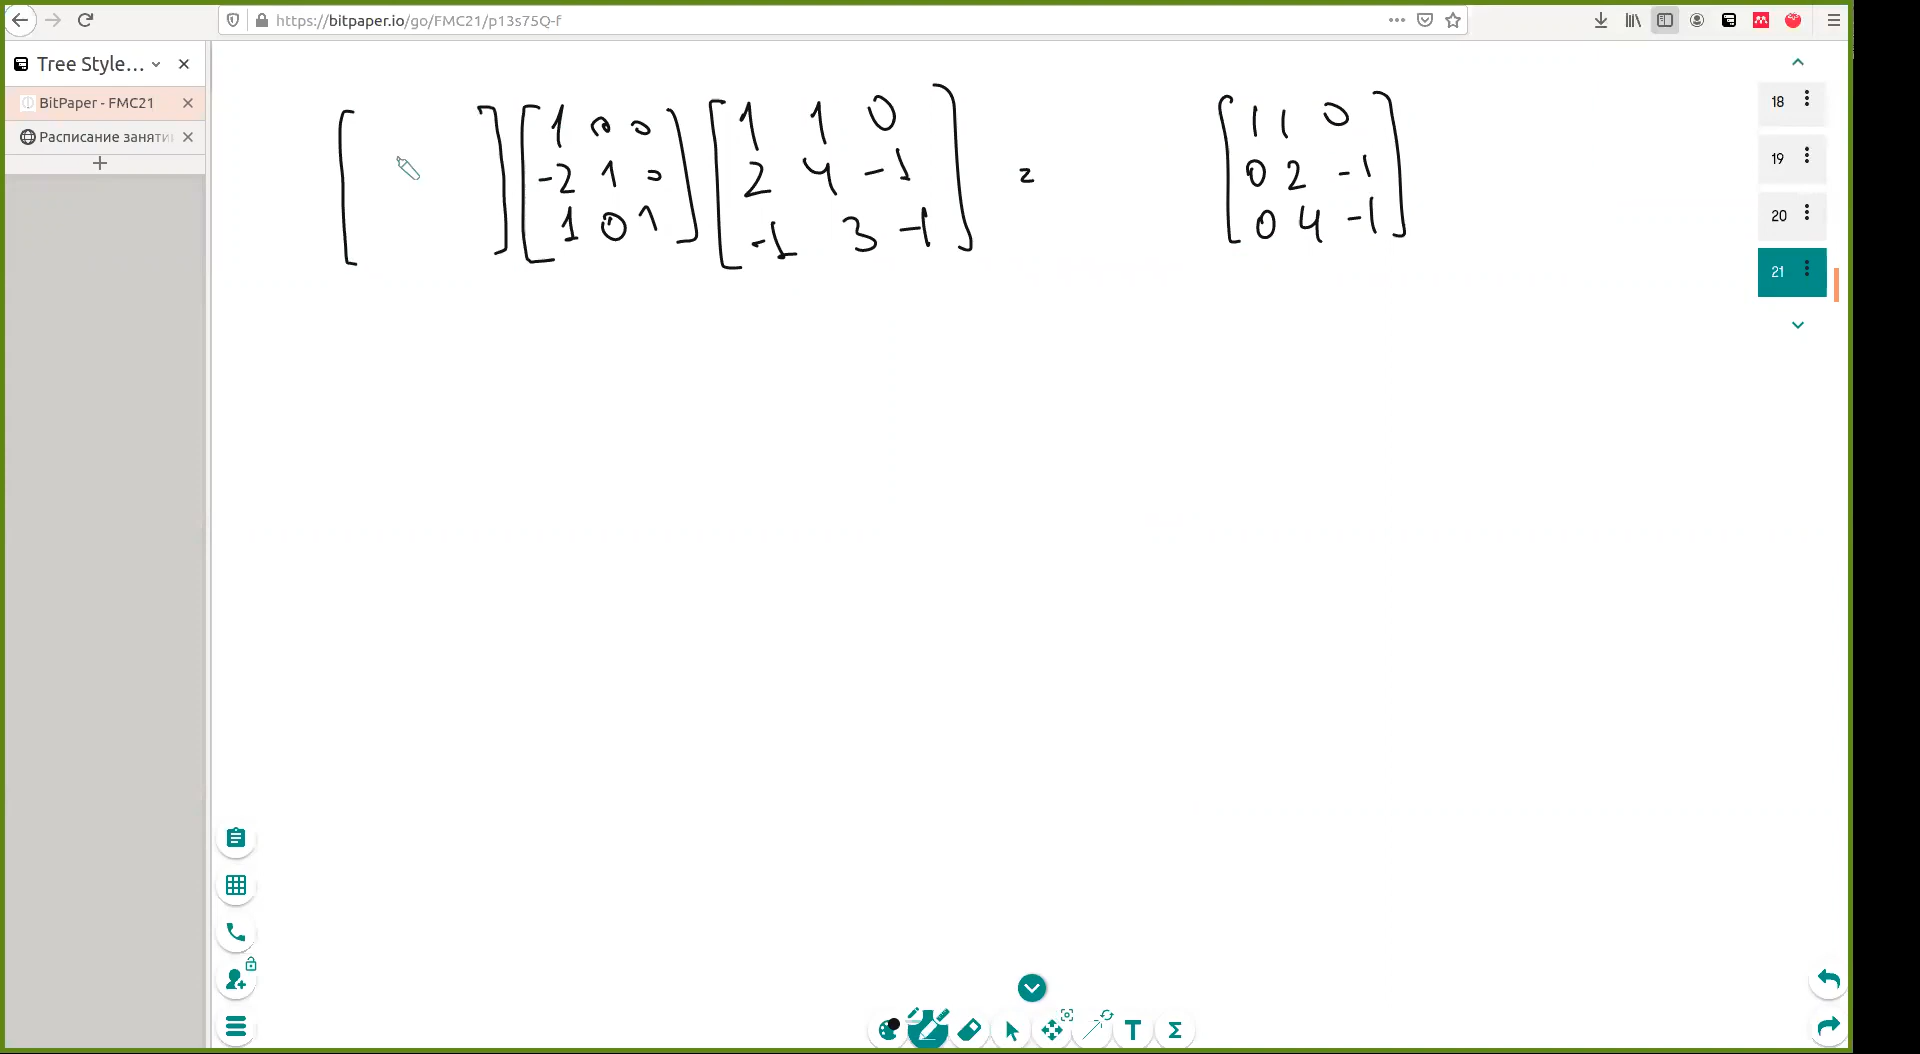 https://bitpaper.io/go/FMC21/p13s75Q-f
Tree Style...
BitPaper - FMC21
Расписание заняти
18
19
20
21
[ ] [ 1 0 0 ] [ 1 1 0 ] = [ 1 1 0 ]
[ ] [ -2 1 0 ] [ 2 4 -1 ] [ 0 2 -1 ]
[ ] [ 1 0 1 ] [ -1 3 -1 ] [ 0 4 -1 ]
T
Σ